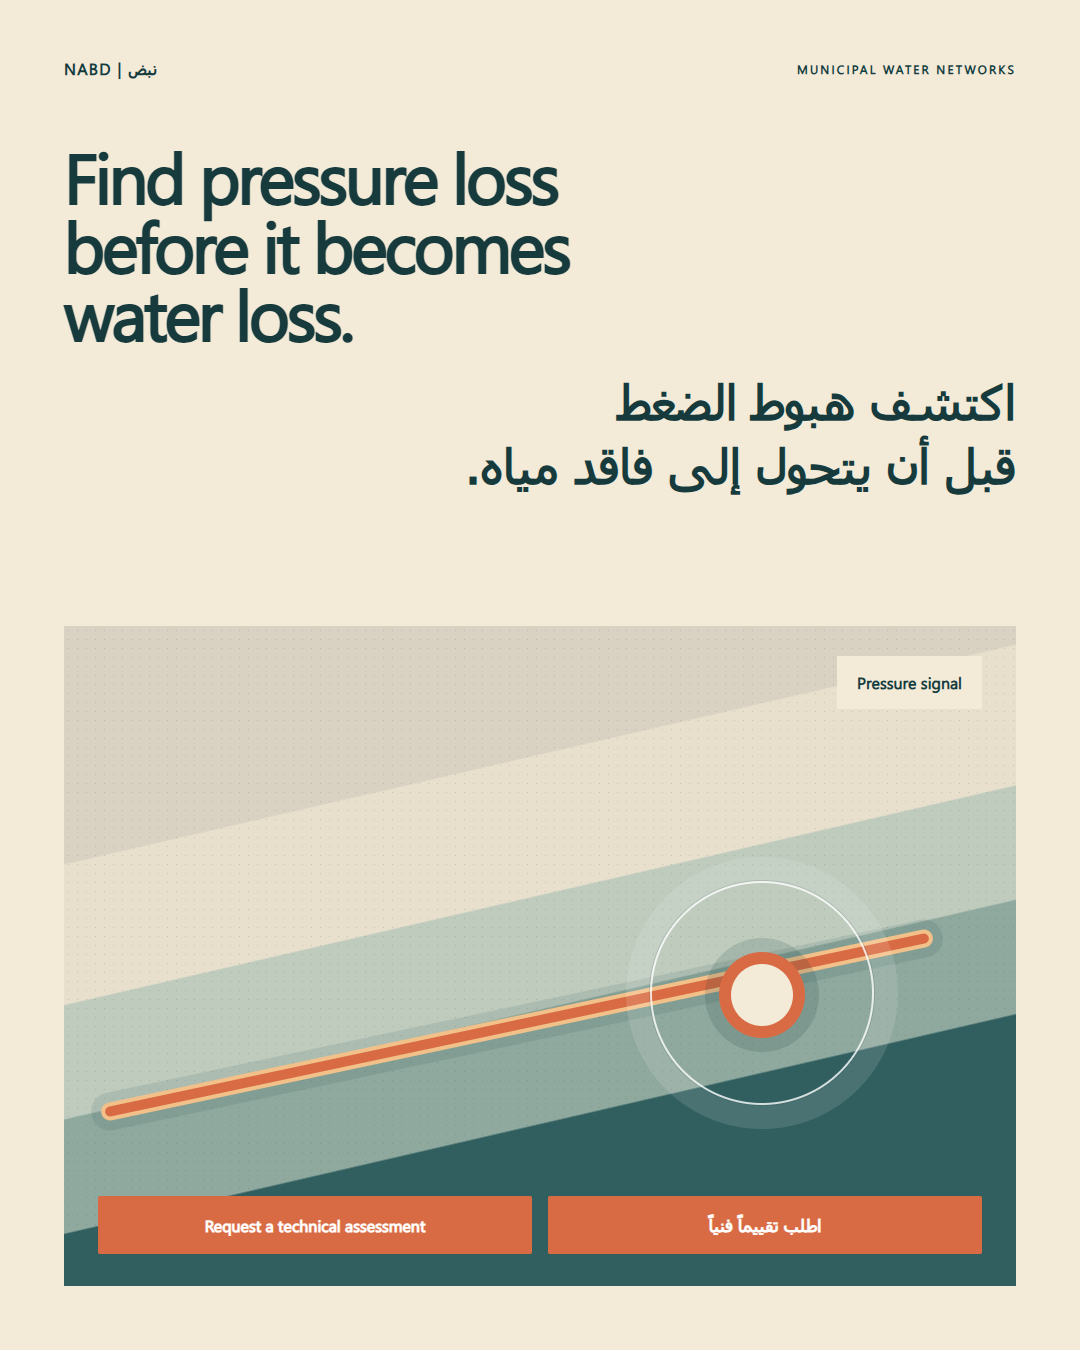 NABD | نبض
MUNICIPAL WATER NETWORKS
Find pressure loss
before it becomes
water loss.
اكتشف هبوط الضغط
قبل أن يتحول إلى فاقد مياه.
Pressure signal
Request a technical assessment
اطلب تقييماً فنياً